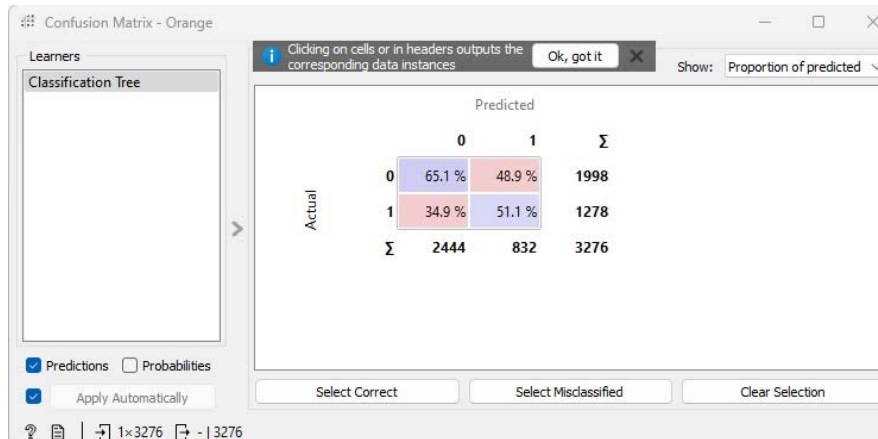 Confusion Matrix - Orange
Learners
Classification Tree
Clicking on cells or in headers outputs the
corresponding data instances
Ok, got it
Show: Proportion of predicted
Predicted
0 1 Σ
Actual
0 65.1 % 48.9 % 1998
1 34.9 % 51.1 % 1278
Σ 2444 832 3276
Predictions Probabilities
Apply Automatically
Select Correct Select Misclassified Clear Selection
? 1×3276 - | 3276